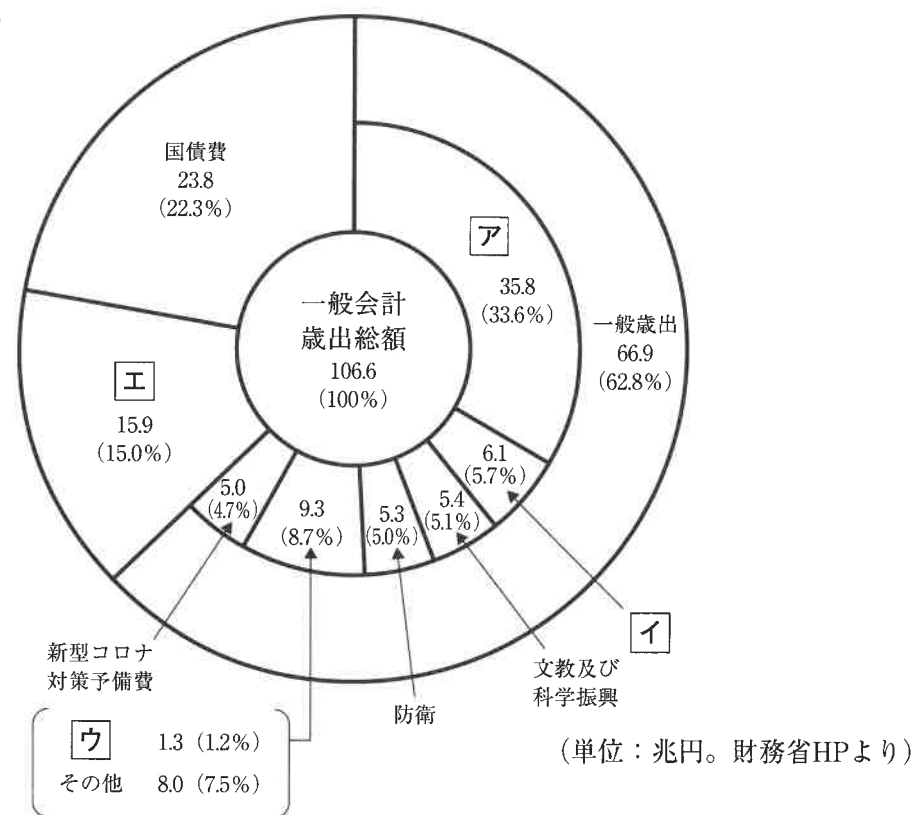 国債費
23.8
(22.3%)
ア
35.8
(33.6%)
一般会計
歳出総額
106.6
(100%)
一般歳出
66.9
(62.8%)
エ
15.9
(15.0%)
6.1
(5.7%)
5.0
(4.7%)
9.3
(8.7%)
5.3
(5.0%)
5.4
(5.1%)
イ
新型コロナ
対策予備費
文教及び
科学振興
防衛
ウ 1.3 (1.2%)
その他 8.0 (7.5%)
(単位:兆円。財務省HPより)